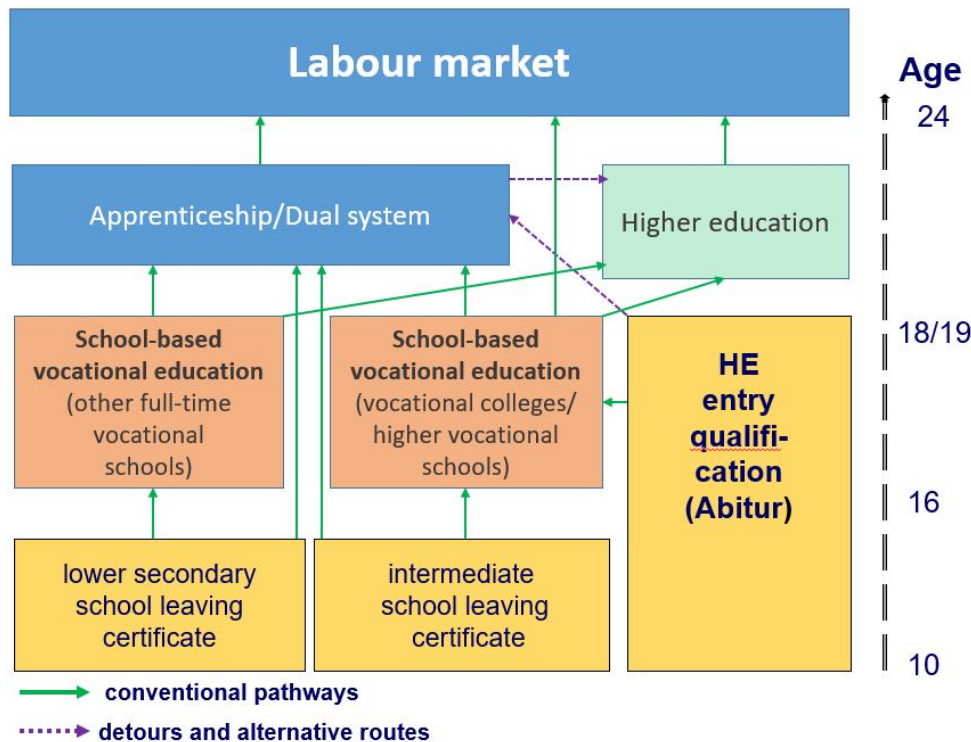 Labour market
Age
24
Apprenticeship/Dual system
Higher education
18/19
School-based
vocational education
(other full-time
vocational
schools)
School-based
vocational education
(vocational colleges/
higher vocational
schools)
HE
entry
qualifi-
cation
(Abitur)
16
lower secondary
school leaving
certificate
intermediate
school leaving
certificate
10
conventional pathways
detours and alternative routes